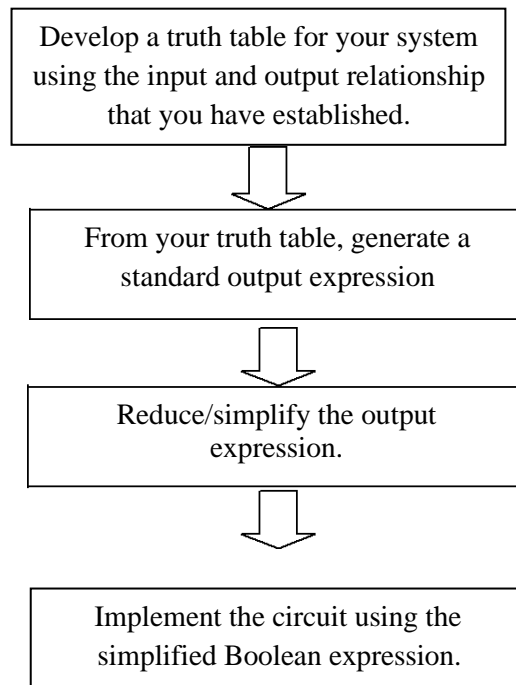 Develop a truth table for your system
using the input and output relationship
that you have established.
From your truth table, generate a
standard output expression
Reduce/simplify the output
expression.
Implement the circuit using the
simplified Boolean expression.